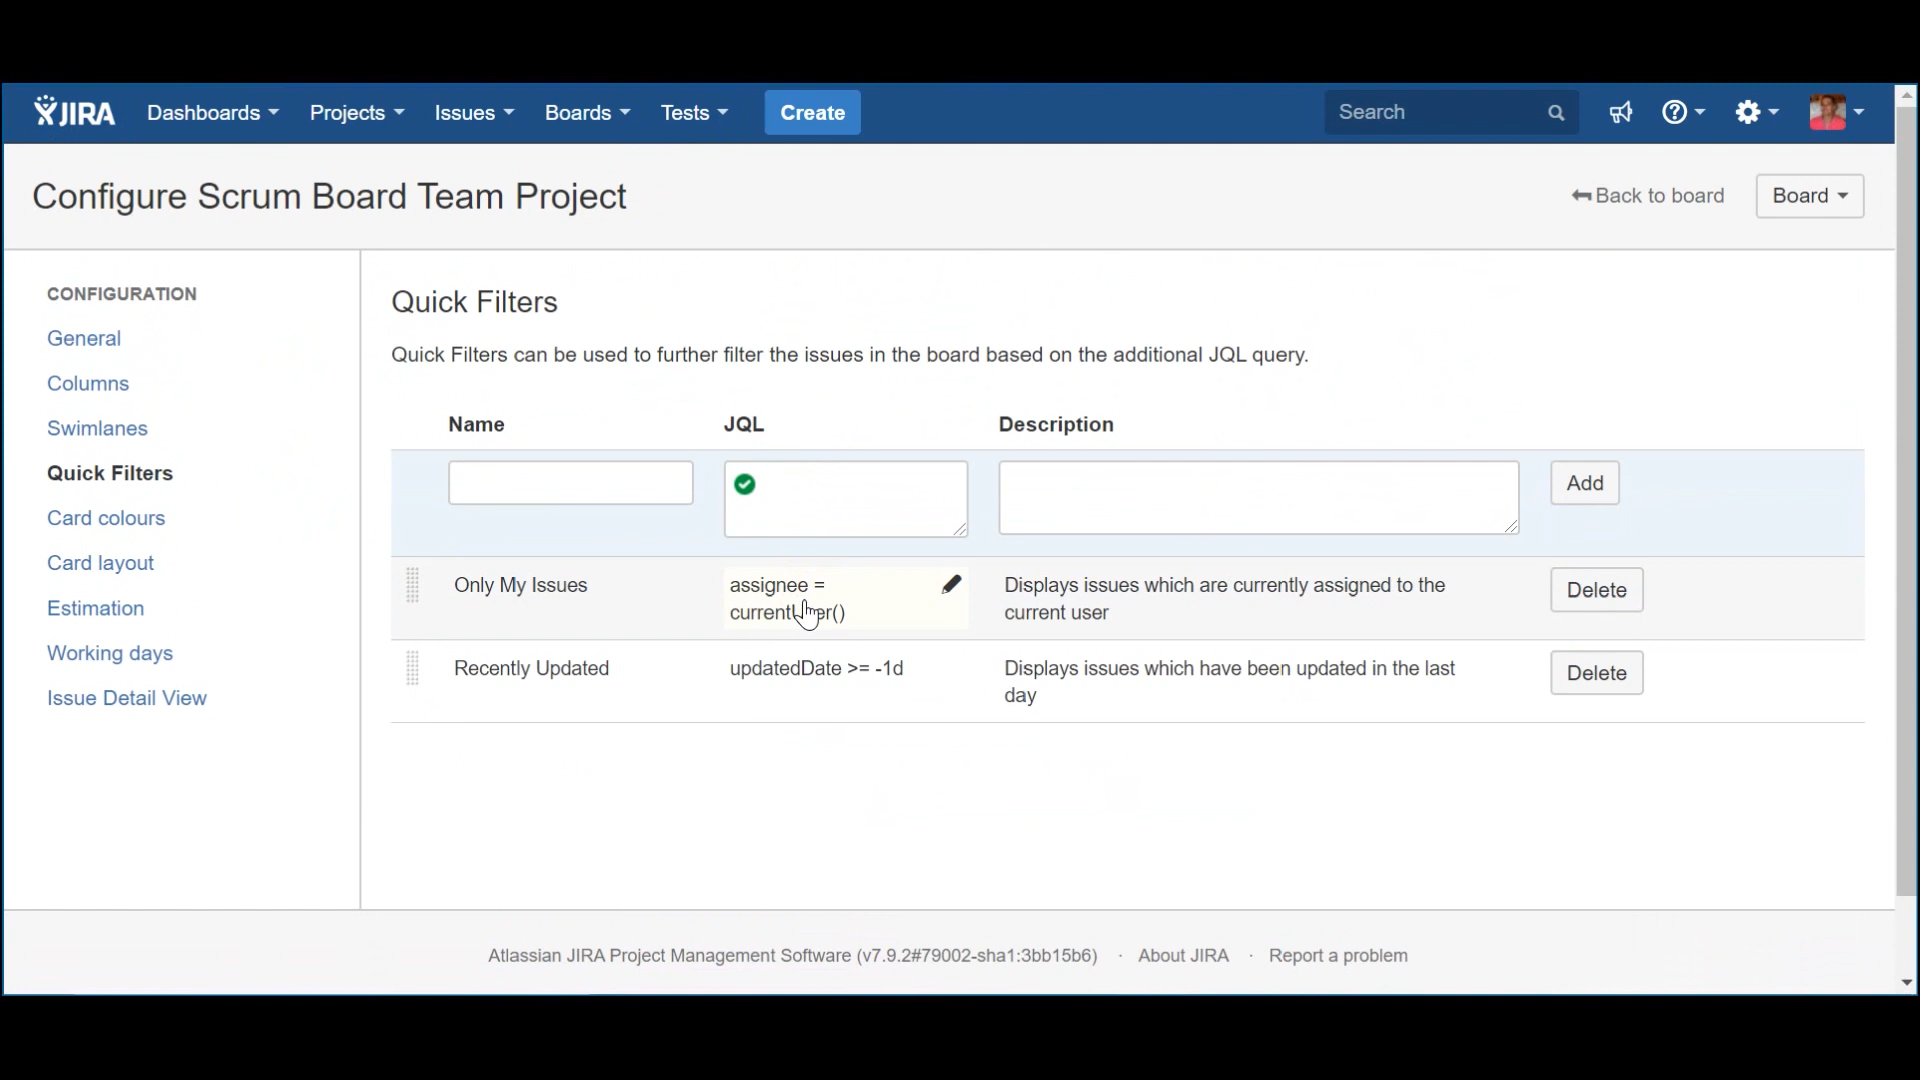 JIRA Dashboards Projects Issues Boards Tests Create Search
Configure Scrum Board Team Project
Back to board Board
CONFIGURATION
General
Columns
Swimlanes
Quick Filters
Card colours
Card layout
Estimation
Working days
Issue Detail View
Quick Filters
Quick Filters can be used to further filter the issues in the board based on the additional JQL query.
Name JQL Description
Add
Only My Issues assignee = Displays issues which are currently assigned to the Delete
currentUser() current user
Recently Updated updatedDate >= -1d Displays issues which have been updated in the last Delete
day
Atlassian JIRA Project Management Software (v7.9.2#79002-sha1:3bb15b6) · About JIRA · Report a problem